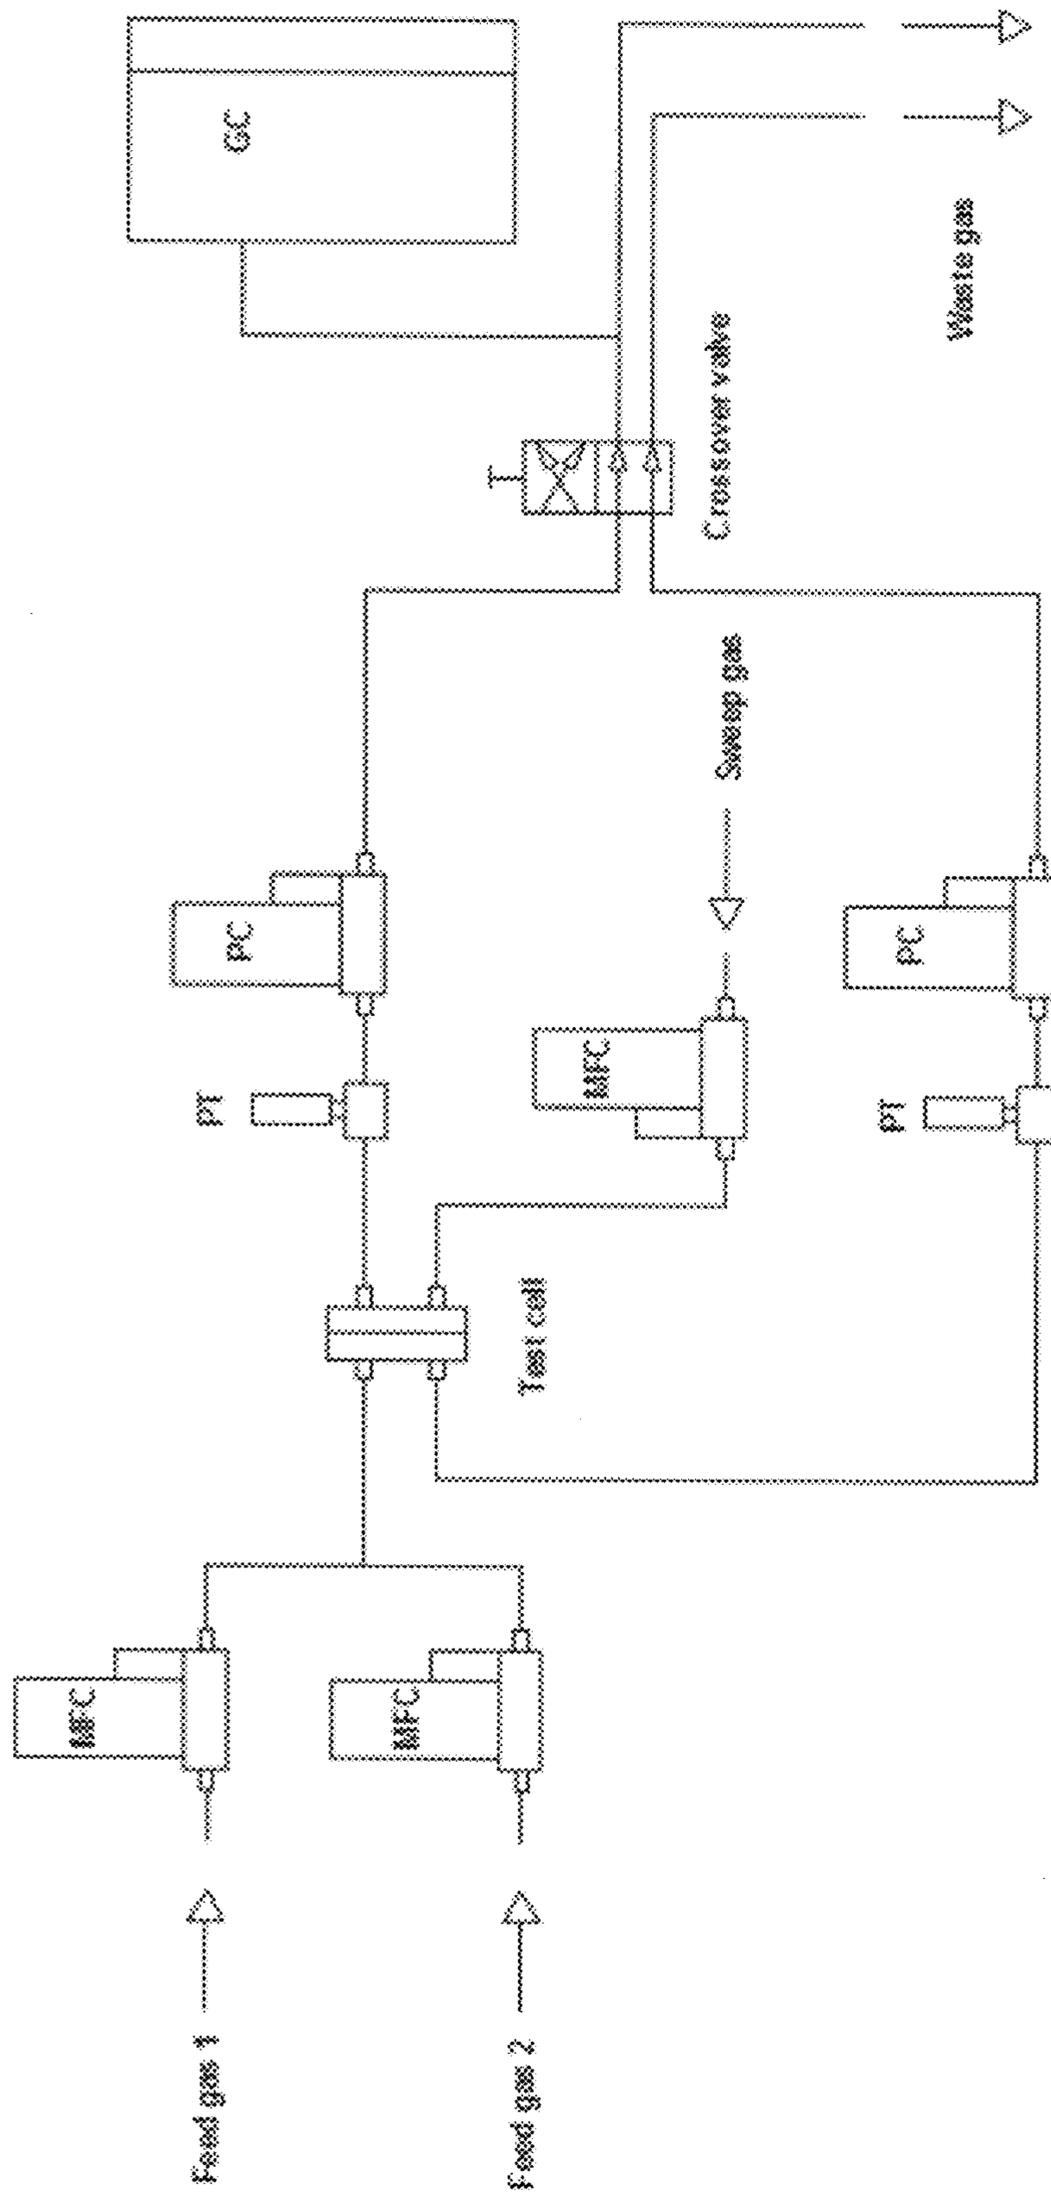 Feed gas 1
Feed gas 2
MFC
MFC
Test cell
PT
PC
MFC
Sweep gas
PT
PC
Crossover valve
GC
Waste gas